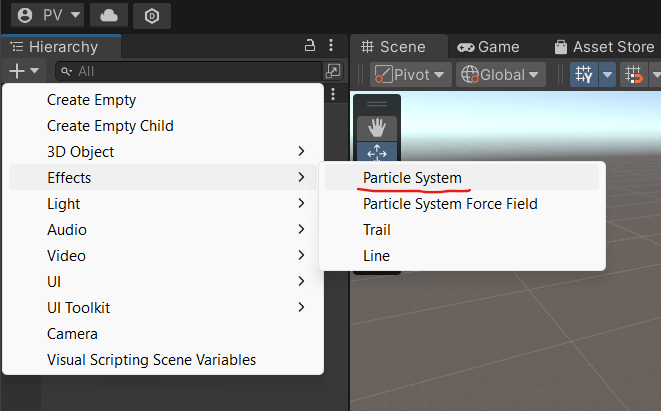 PV
Hierarchy
All
Create Empty
Create Empty Child
3D Object
Effects
Light
Audio
Video
UI
UI Toolkit
Camera
Visual Scripting Scene Variables
Scene
Game
Asset Store
Pivot
Global
Particle System
Particle System Force Field
Trail
Line